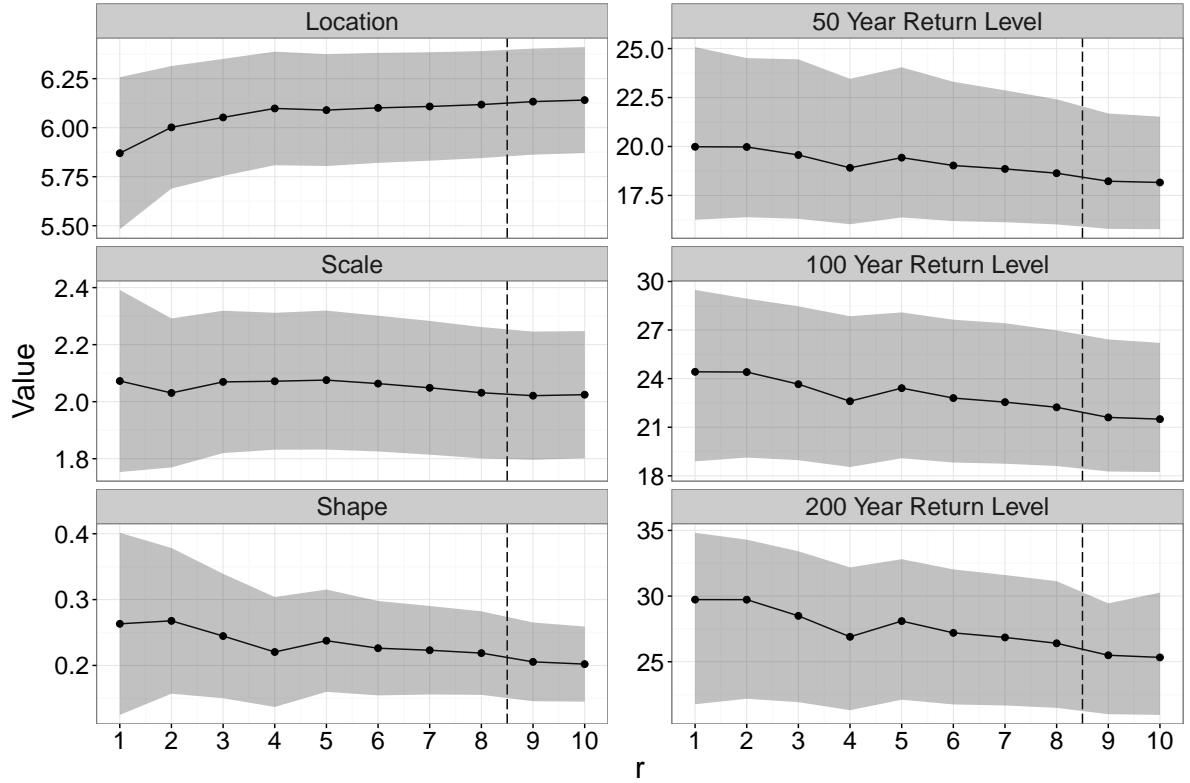 Location
6.25
6.00
5.75
5.50
50 Year Return Level
25.0
22.5
20.0
17.5
Scale
2.4
2.2
2.0
1.8
100 Year Return Level
30
27
24
21
18
Shape
0.4
0.3
0.2
200 Year Return Level
35
30
25
1 2 3 4 5 6 7 8 9 10
1 2 3 4 5 6 7 8 9 10
Value
r